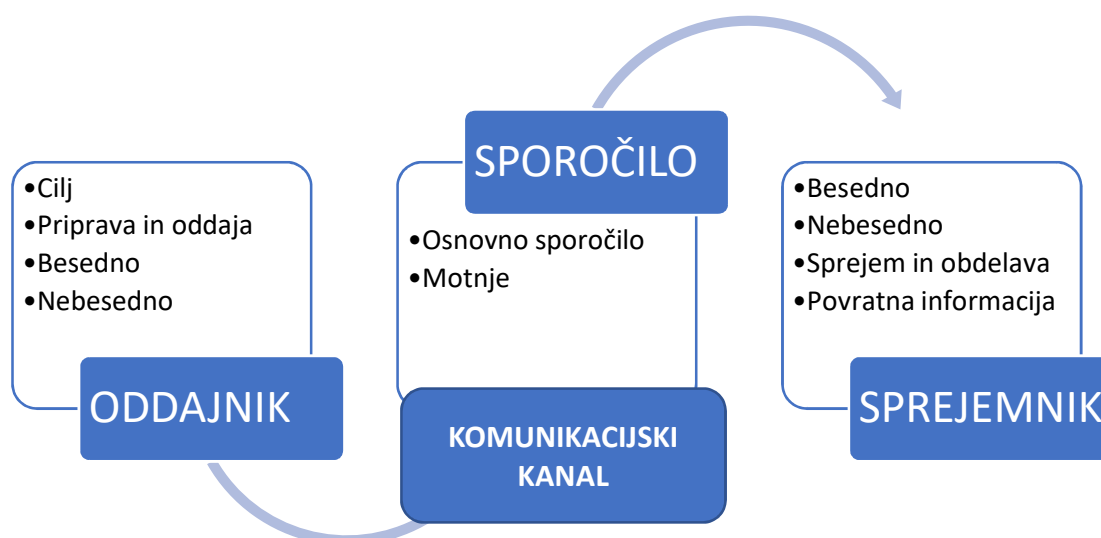 •Cilj
•Priprava in oddaja
•Besedno
•Nebesedno
ODDAJNIK
SPOROČILO
•Osnovno sporočilo
•Motnje
KOMUNIKACIJSKI
KANAL
•Besedno
•Nebesedno
•Sprejem in obdelava
•Povratna informacija
SPREJEMNIK